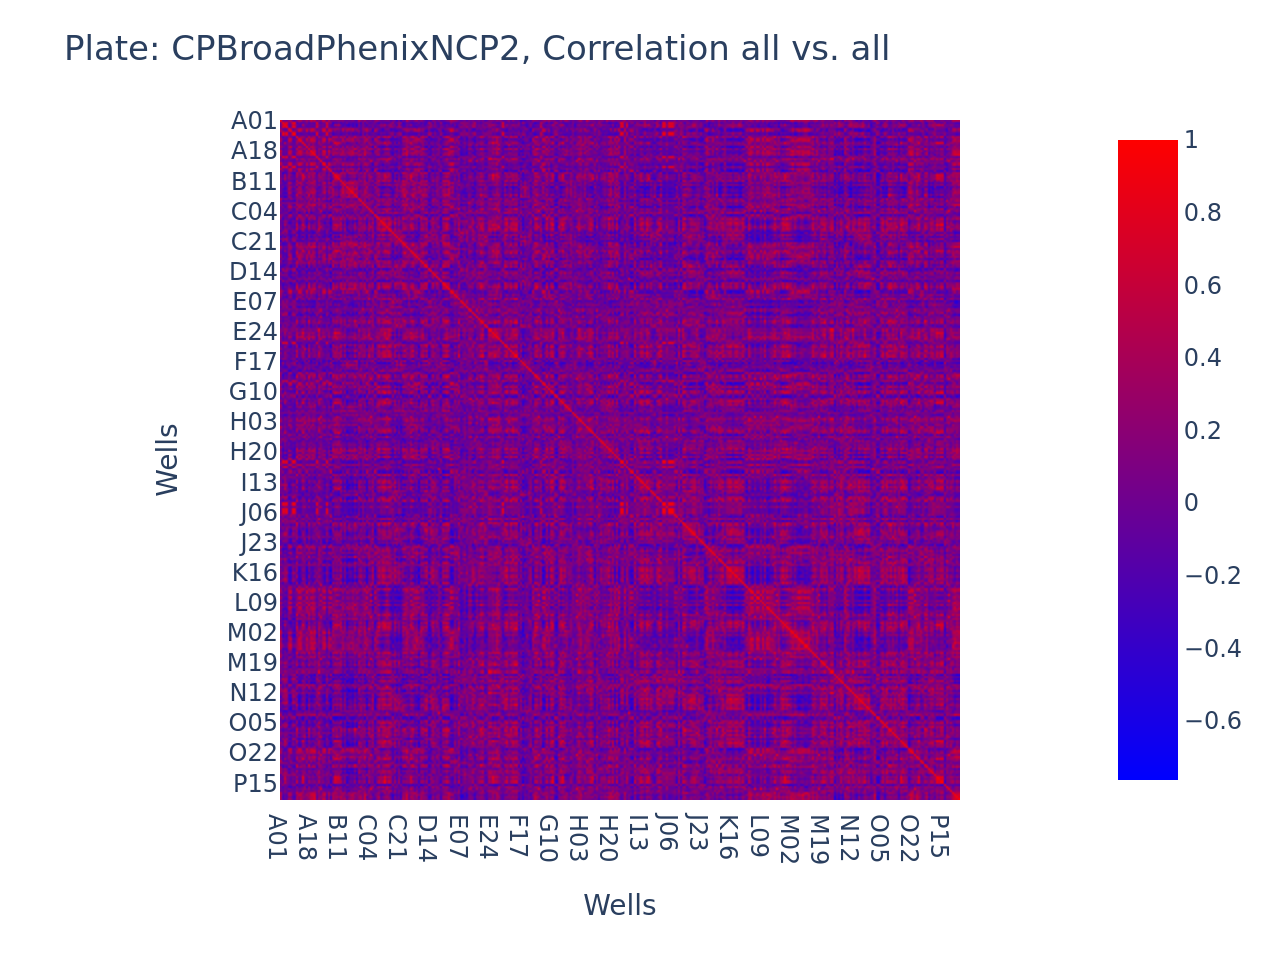 Plate: CPBroadPhenixNCP2, Correlation all vs. all
A01
A18
B11
C04
C21
D14
E07
E24
F17
G10
H03
H20
I13
J06
J23
K16
L09
M02
M19
N12
O05
O22
P15
Wells
A01 A18 B11 C04 C21 D14 E07 E24 F17 G10 H03 H20 I13 J06 J23 K16 L09 M02 M19 N12 O05 O22 P15
Wells
1
0.8
0.6
0.4
0.2
0
−0.2
−0.4
−0.6